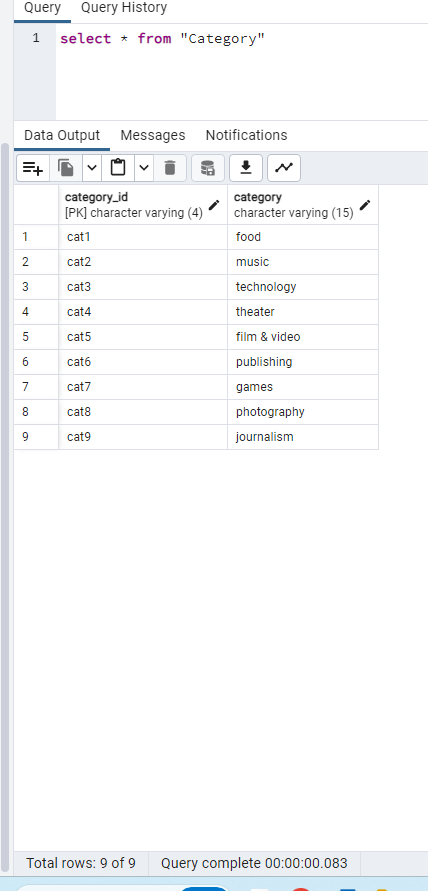 Query Query History
1 select * from "Category"
Data Output Messages Notifications
category_id category
[PK] character varying (4) character varying (15)
1 cat1 food
2 cat2 music
3 cat3 technology
4 cat4 theater
5 cat5 film & video
6 cat6 publishing
7 cat7 games
8 cat8 photography
9 cat9 journalism
Total rows: 9 of 9 Query complete 00:00:00.083